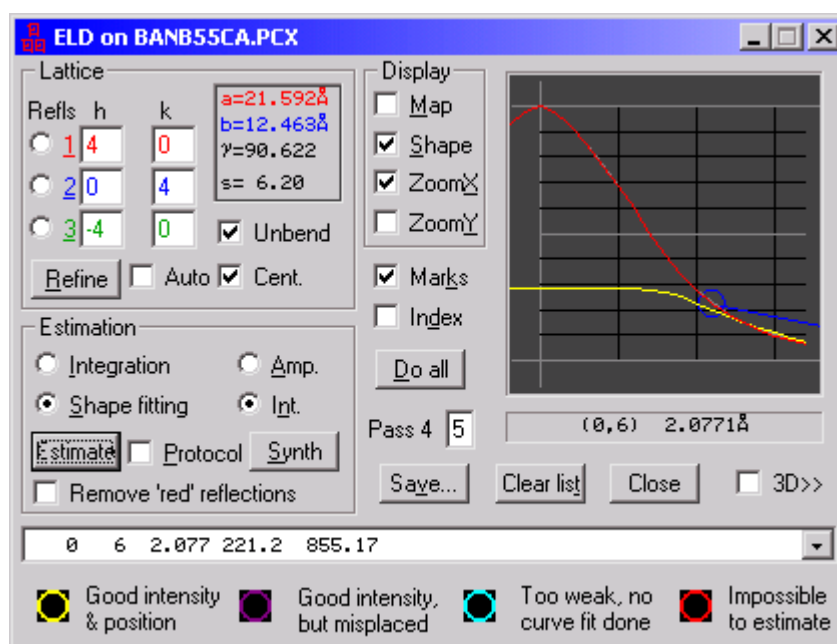 ELD on BANB55CA.PCX
Lattice
Refls h k
1 4 0
2 0 4
3 -4 0
a=21.592Å
b=12.463Å
γ=90.622
s= 6.20
Unbend
Refine Auto Cent.
Display
Map
Shape
ZoomX
ZoomY
Marks
Index
Do all
Pass 4 5
Estimation
Integration Amp.
Shape fitting Int.
Estimate Protocol Synth
Remove 'red' reflections
(0,6) 2.0771Å
Save... Clear list Close 3D>>
0 6 2.077 221.2 855.17
Good intensity
& position
Good intensity,
but misplaced
Too weak, no
curve fit done
Impossible
to estimate